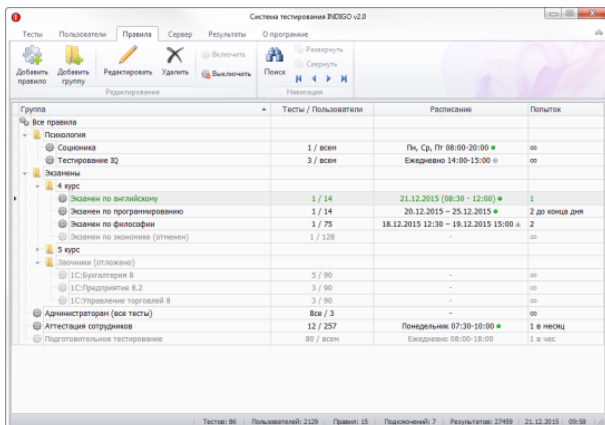 Система тестирования INDIGO v2.0
Тесты Пользователи Правила Сервер Результаты О программе
Добавить правило Добавить группу Редактировать Удалить Включить Выключить Поиск Развернуть Свернуть
Редактирование Навигация
Группа Тесты / Пользователи Расписание Попыток
Все правила
Психология
Соционика 1 / всем Пн, Ср, Пт 08:00-20:00 ∞
Тестирование IQ 3 / всем Ежедневно 14:00-15:00 ∞
Экзамены
4 курс
Экзамен по английскому 1 / 14 21.12.2015 (08:30 - 12:00) 1
Экзамен по программированию 1 / 14 20.12.2015 – 25.12.2015 2 до конца дня
Экзамен по философии 1 / 75 18.12.2015 12:30 – 19.12.2015 15:00 2
Экзамен по экономике (отменен) 1 / 128 - ∞
5 курс
Заочники (отложено)
1С:Бухгалтерия 8 5 / 90 - ∞
1С:Предприятие 8.2 3 / 90 - ∞
1С:Управление торговлей 8 3 / 90 - ∞
Администраторам (все тесты) Все / 3 - ∞
Аттестация сотрудников 12 / 257 Понедельник 07:30-10:00 1 в месяц
Подготовительное тестирование 80 / всем Ежедневно 08:00-18:00 1 в час
Тестов: 86 Пользователей: 2129 Правил: 15 Подключений: 7 Результатов: 27459 21.12.2015 09:58